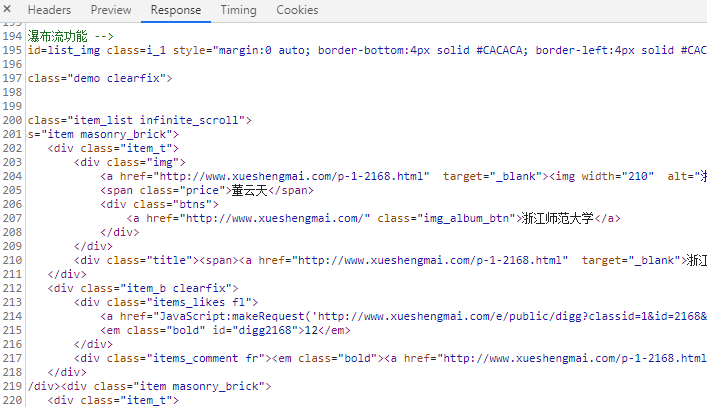 Headers Preview Response Timing Cookies
193
194 瀑布流功能 -->
195 id=list_img class=i_1 style="margin:0 auto; border-bottom:4px solid #CACACA; border-left:4px solid #CAC
196
197 class="demo clearfix">
198
199
200 class="item_list infinite_scroll">
201 s="item masonry_brick">
202 <div class="item_t">
203 <div class="img">
204 <a href="http://www.xueshengmai.com/p-1-2168.html" target="_blank"><img width="210" alt="浙
205 <span class="price">董云天</span>
206 <div class="btns">
207 <a href="http://www.xueshengmai.com/" class="img_album_btn">浙江师范大学</a>
208 </div>
209 </div>
210 <div class="title"><span><a href="http://www.xueshengmai.com/p-1-2168.html" target="_blank">浙江
211 </div>
212 <div class="item_b clearfix">
213 <div class="items_likes fl">
214 <a href="JavaScript:makeRequest('http://www.xueshengmai.com/e/public/digg?classid=1&id=2168&
215 <em class="bold" id="digg2168">12</em>
216 </div>
217 <div class="items_comment fr"><em class="bold"><a href="http://www.xueshengmai.com/p-1-2168.html
218 </div>
219 /div><div class="item masonry_brick">
220 <div class="item_t">